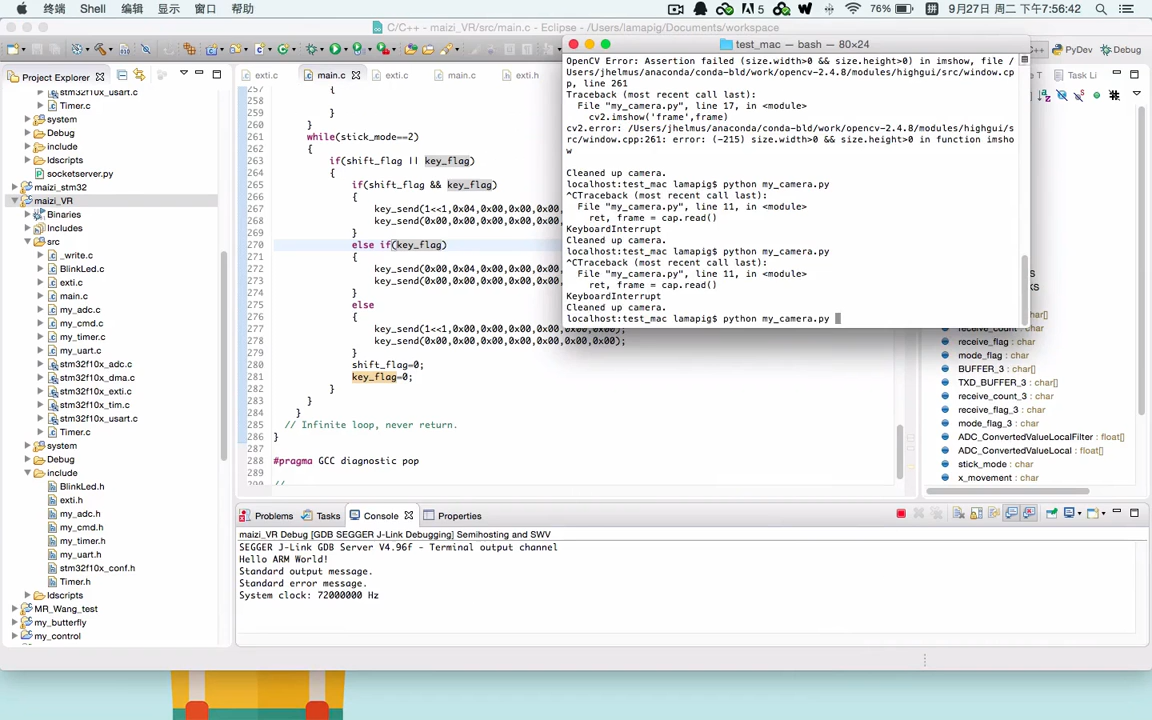 终端 Shell 编辑 显示 窗口 帮助
5 76% 拼 9月27日 周二 下午7:56:42
C/C++ - maizi_VR/src/main.c - Eclipse - /Users/lamapig/Documents/workspace
PyDev Debug
Project Explorer
exti.c main.c exti.c main.c exti.h
Task Li
stm32f10x_usart.c
Timer.c
system
Debug
include
ldscripts
socketserver.py
maizi_stm32
maizi_VR
Binaries
Includes
src
_write.c
BlinkLed.c
exti.c
main.c
my_adc.c
my_cmd.c
my_timer.c
my_uart.c
stm32f10x_adc.c
stm32f10x_dma.c
stm32f10x_exti.c
stm32f10x_tim.c
stm32f10x_usart.c
Timer.c
system
Debug
include
BlinkLed.h
exti.h
my_adc.h
my_cmd.h
my_timer.h
my_uart.h
stm32f10x_conf.h
Timer.h
ldscripts
MR_Wang_test
my_butterfly
my_control
257 {
258
259 }
260 }
261 while(stick_mode==2)
262 {
263 if(shift_flag || key_flag)
264 {
265 if(shift_flag && key_flag)
266 {
267 key_send(1<<1,0x04,0x00,0x00,0x00,
268 key_send(0x00,0x00,0x00,0x00,0x00,
269 }
270 else if(key_flag)
271 {
272 key_send(0x00,0x04,0x00,0x00,0x00,
273 key_send(0x00,0x00,0x00,0x00,0x00,
274 }
275 else
276 {
277 key_send(1<<1,0x00,0x00,0x00,0x00,0x00,0x00);
278 key_send(0x00,0x00,0x00,0x00,0x00,0x00,0x00);
279 }
280 shift_flag=0;
281 key_flag=0;
282 }
283 }
284 }
285 // Infinite loop, never return.
286 }
287
288 #pragma GCC diagnostic pop
289
290 //
test_mac — bash — 80×24
OpenCV Error: Assertion failed (size.width>0 && size.height>0) in imshow, file /
Users/jhelmus/anaconda/conda-bld/work/opencv-2.4.8/modules/highgui/src/window.cp
p, line 261
Traceback (most recent call last):
File "my_camera.py", line 17, in <module>
cv2.imshow('frame',frame)
cv2.error: /Users/jhelmus/anaconda/conda-bld/work/opencv-2.4.8/modules/highgui/s
rc/window.cpp:261: error: (-215) size.width>0 && size.height>0 in function imsho
w
Cleaned up camera.
localhost:test_mac lamapig$ python my_camera.py
^CTraceback (most recent call last):
File "my_camera.py", line 11, in <module>
ret, frame = cap.read()
KeyboardInterrupt
Cleaned up camera.
localhost:test_mac lamapig$ python my_camera.py
^CTraceback (most recent call last):
File "my_camera.py", line 11, in <module>
ret, frame = cap.read()
KeyboardInterrupt
Cleaned up camera.
localhost:test_mac lamapig$ python my_camera.py
receive_count : char
receive_flag : char
mode_flag : char
BUFFER_3 : char[]
TXD_BUFFER_3 : char[]
receive_count_3 : char
receive_flag_3 : char
mode_flag_3 : char
ADC_ConvertedValueLocalFilter : float[]
ADC_ConvertedValueLocal : float[]
stick_mode : char
x_movement : char
Problems Tasks Console Properties
maizi_VR Debug [GDB SEGGER J-Link Debugging] Semihosting and SWV
SEGGER J-Link GDB Server V4.96f - Terminal output channel
Hello ARM World!
Standard output message.
Standard error message.
System clock: 72000000 Hz